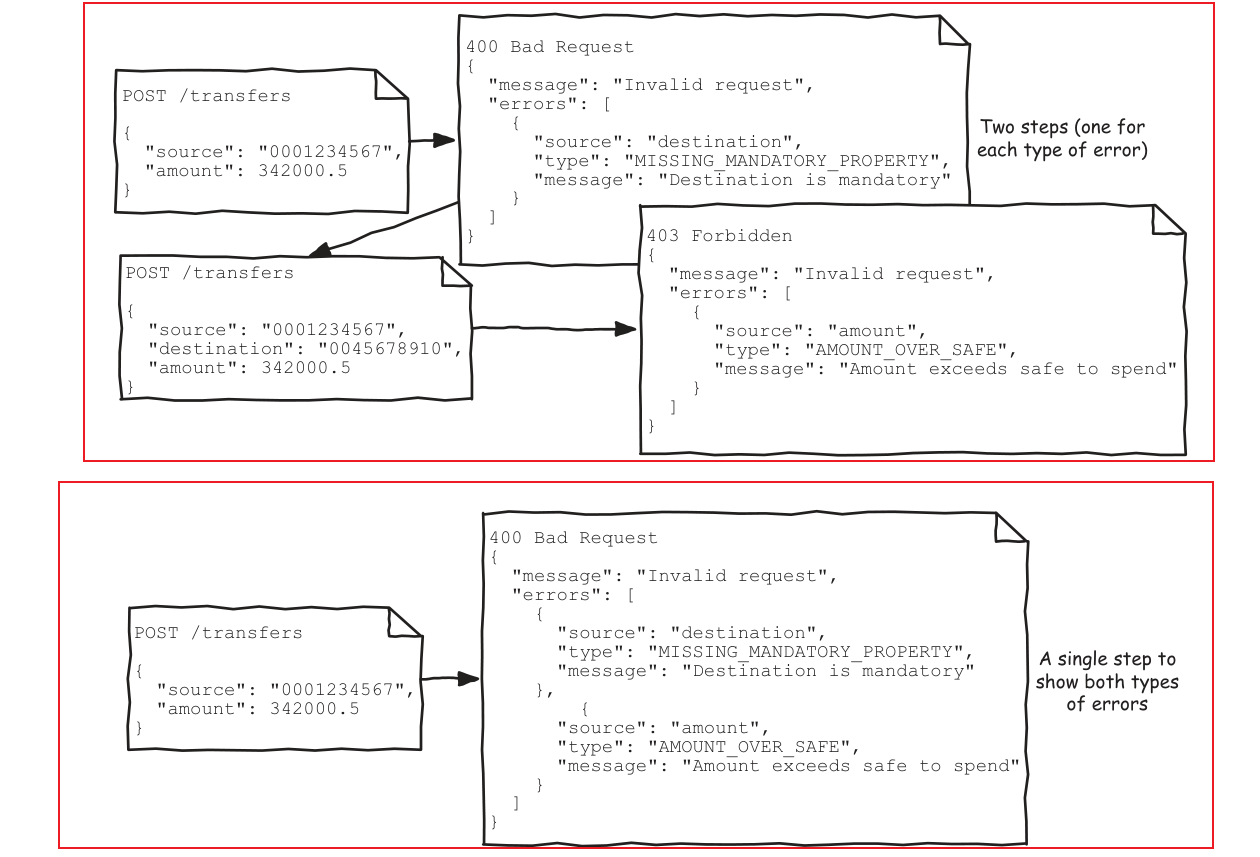 POST /transfers
{
  "source": "0001234567",
  "amount": 342000.5
}
400 Bad Request
{
  "message": "Invalid request",
  "errors": [
    {
      "source": "destination",
      "type": "MISSING_MANDATORY_PROPERTY",
      "message": "Destination is mandatory"
    }
  ]
}
Two steps (one for
each type of error)
POST /transfers
{
  "source": "0001234567",
  "destination": "0045678910",
  "amount": 342000.5
}
403 Forbidden
{
  "message": "Invalid request",
  "errors": [
    {
      "source": "amount",
      "type": "AMOUNT_OVER_SAFE",
      "message": "Amount exceeds safe to spend"
    }
  ]
}
POST /transfers
{
  "source": "0001234567",
  "amount": 342000.5
}
400 Bad Request
{
  "message": "Invalid request",
  "errors": [
    {
      "source": "destination",
      "type": "MISSING_MANDATORY_PROPERTY",
      "message": "Destination is mandatory"
    },
        {
      "source": "amount",
      "type": "AMOUNT_OVER_SAFE",
      "message": "Amount exceeds safe to spend"
    }
  ]
}
A single step to
show both types
of errors